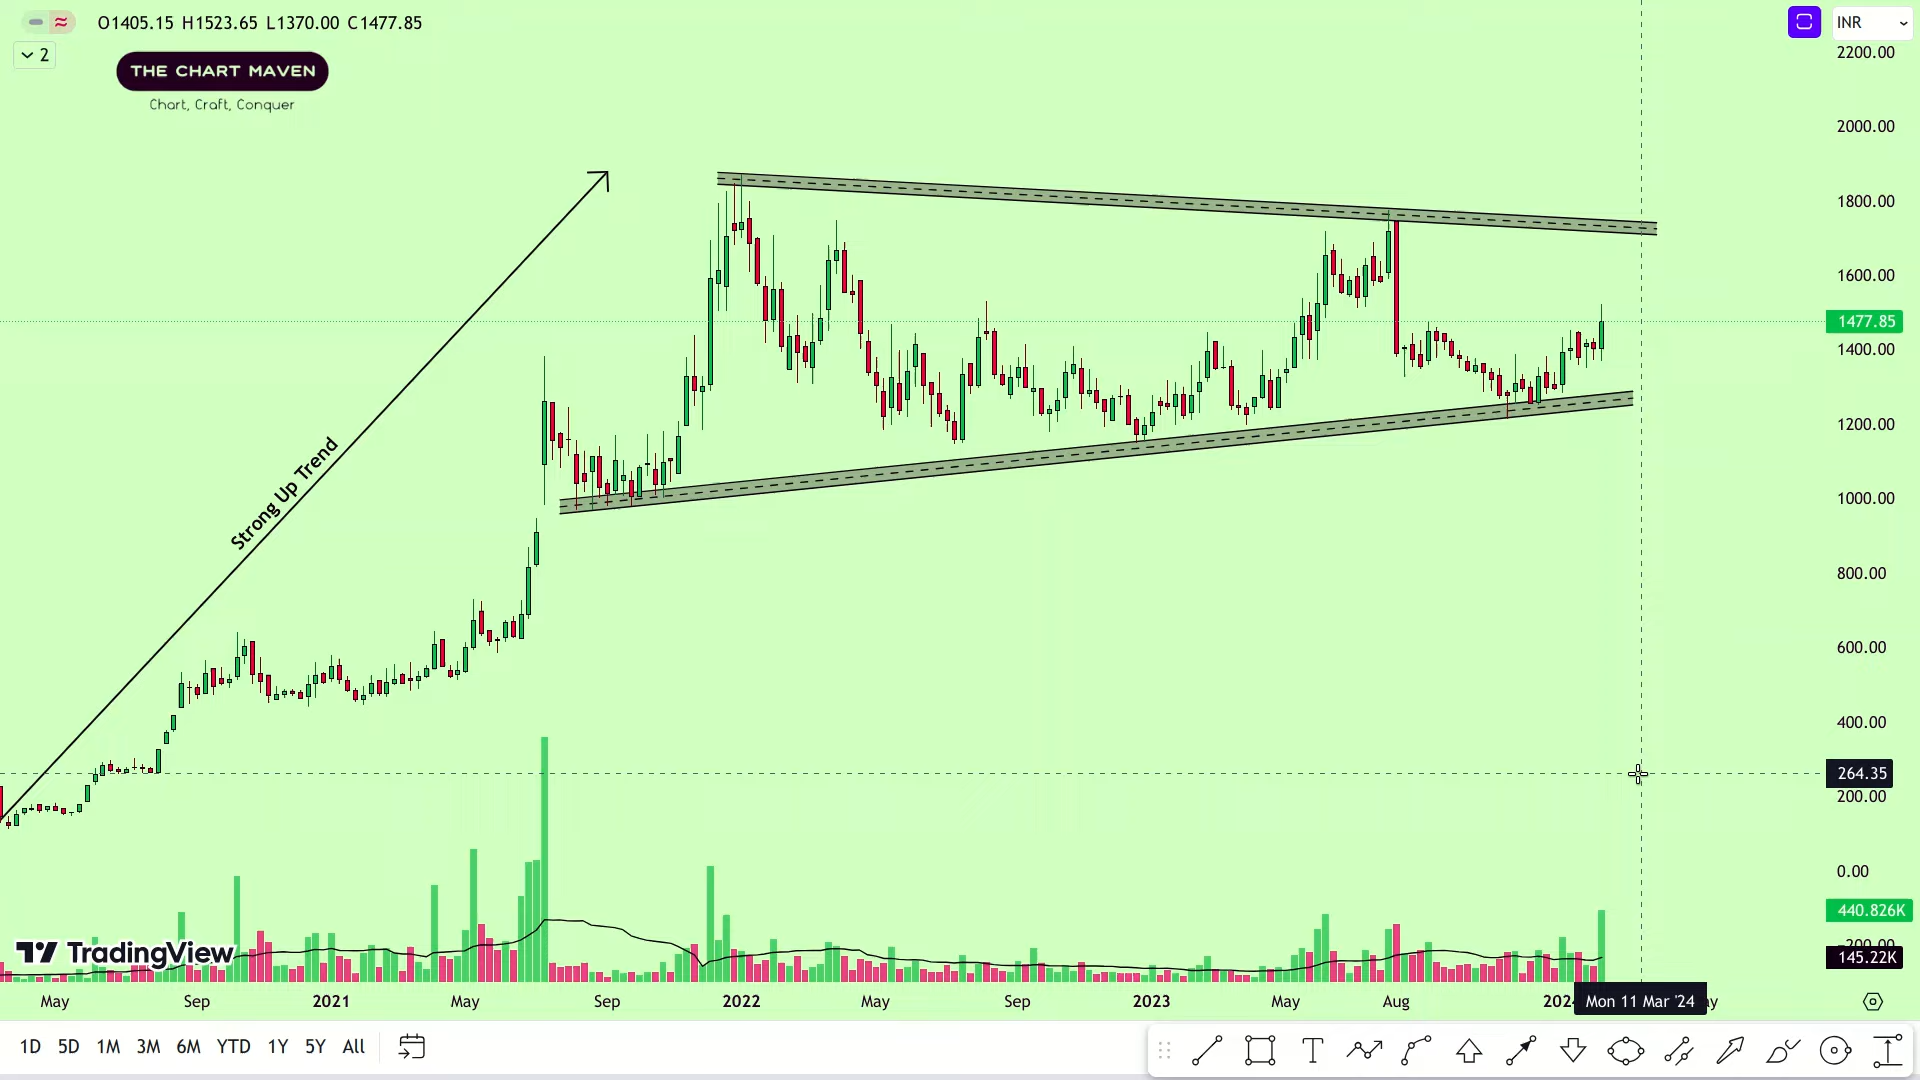 O1405.15 H1523.65 L1370.00 C1477.85
INR
2
THE CHART MAVEN
Chart, Craft, Conquer
2200.00
2000.00
1800.00
1600.00
1477.85
1400.00
1200.00
1000.00
800.00
600.00
400.00
264.35
200.00
0.00
440.826K
145.22K
Strong Up Trend
TradingView
May Sep 2021 May Sep 2022 May Sep 2023 May Aug Mon 11 Mar '24
1D 5D 1M 3M 6M YTD 1Y 5Y All